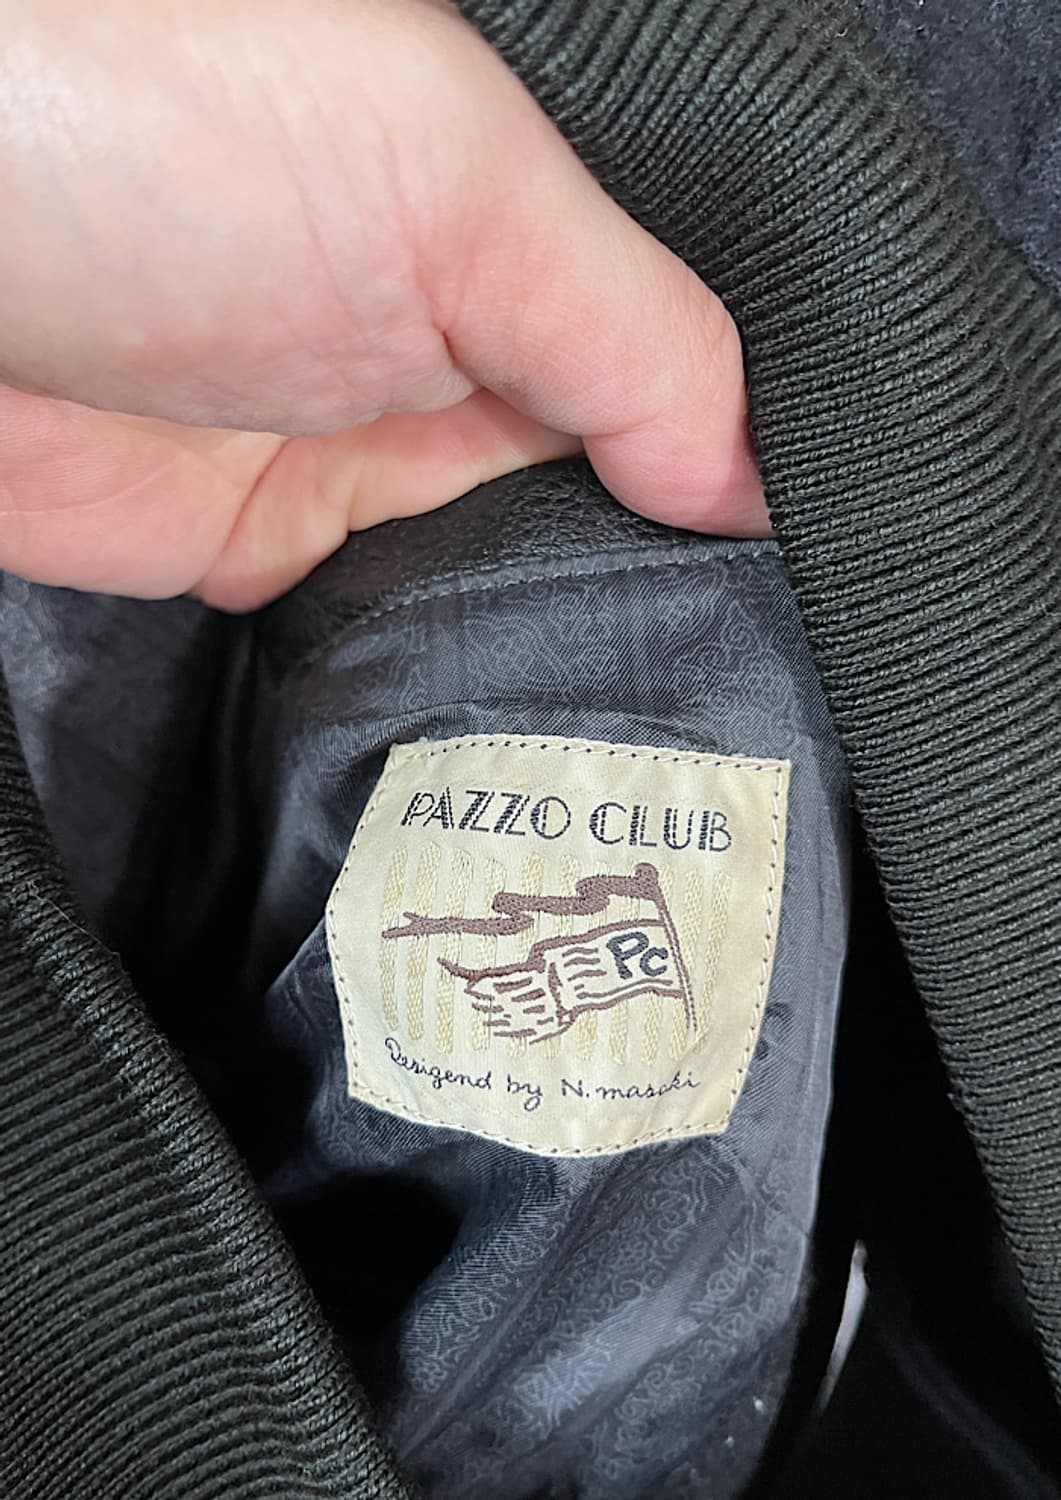 PAZZO CLUB
Pc
Desigend by N. masaki